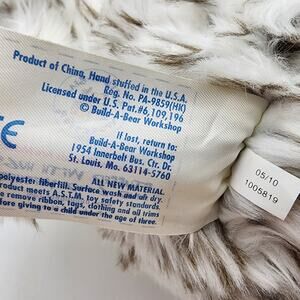 Product of China, Hand stuffed in the U.S.A.
Reg. No. PA-9859(HK)
Licensed under U.S. Pat.#6,109,196
© Build-A-Bear Workshop
CE
If lost, return to:
Build-A-Bear Workshop
1954 Innerbelt Bus. Ctr. Dr.
St. Louis, Mo. 63114-5760
ALL NEW MATERIAL
polyester fiberfill. Surface wash and air dry.
product meets A.S.T.M. toy safety standards.
remove ribbon, tags, clothing and all trims
before giving to a child under the age of three.
05/10
1005819